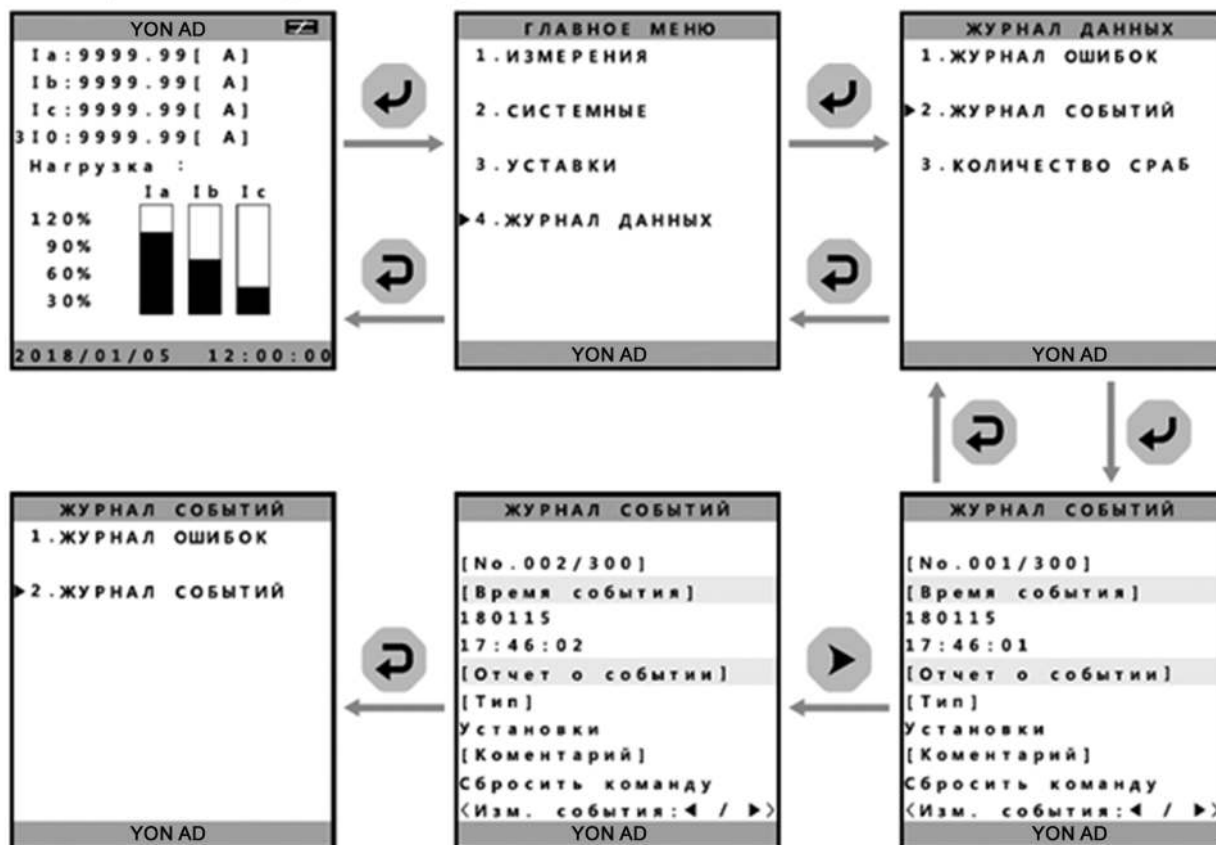 YON AD
Ia:9999.99[ A]
Ib:9999.99[ A]
Ic:9999.99[ A]
3I0:9999.99[ A]
Нагрузка :
Ia Ib Ic
120%
90%
60%
30%
2018/01/05 12:00:00
ГЛАВНОЕ МЕНЮ
1.ИЗМЕРЕНИЯ
2.СИСТЕМНЫЕ
3.УСТАВКИ
▶4.ЖУРНАЛ ДАННЫХ
YON AD
ЖУРНАЛ ДАННЫХ
1.ЖУРНАЛ ОШИБОК
▶2.ЖУРНАЛ СОБЫТИЙ
3.КОЛИЧЕСТВО СРАБ
YON AD
ЖУРНАЛ СОБЫТИЙ
1.ЖУРНАЛ ОШИБОК
▶2.ЖУРНАЛ СОБЫТИЙ
YON AD
ЖУРНАЛ СОБЫТИЙ
[No.002/300]
[Время события]
180115
17:46:02
[Отчет о событии]
[Тип]
Установки
[Коментарий]
Сбросить команду
<Изм. события:◀ / ▶>
YON AD
ЖУРНАЛ СОБЫТИЙ
[No.001/300]
[Время события]
180115
17:46:01
[Отчет о событии]
[Тип]
Установки
[Коментарий]
Сбросить команду
<Изм. события:◀ / ▶>
YON AD